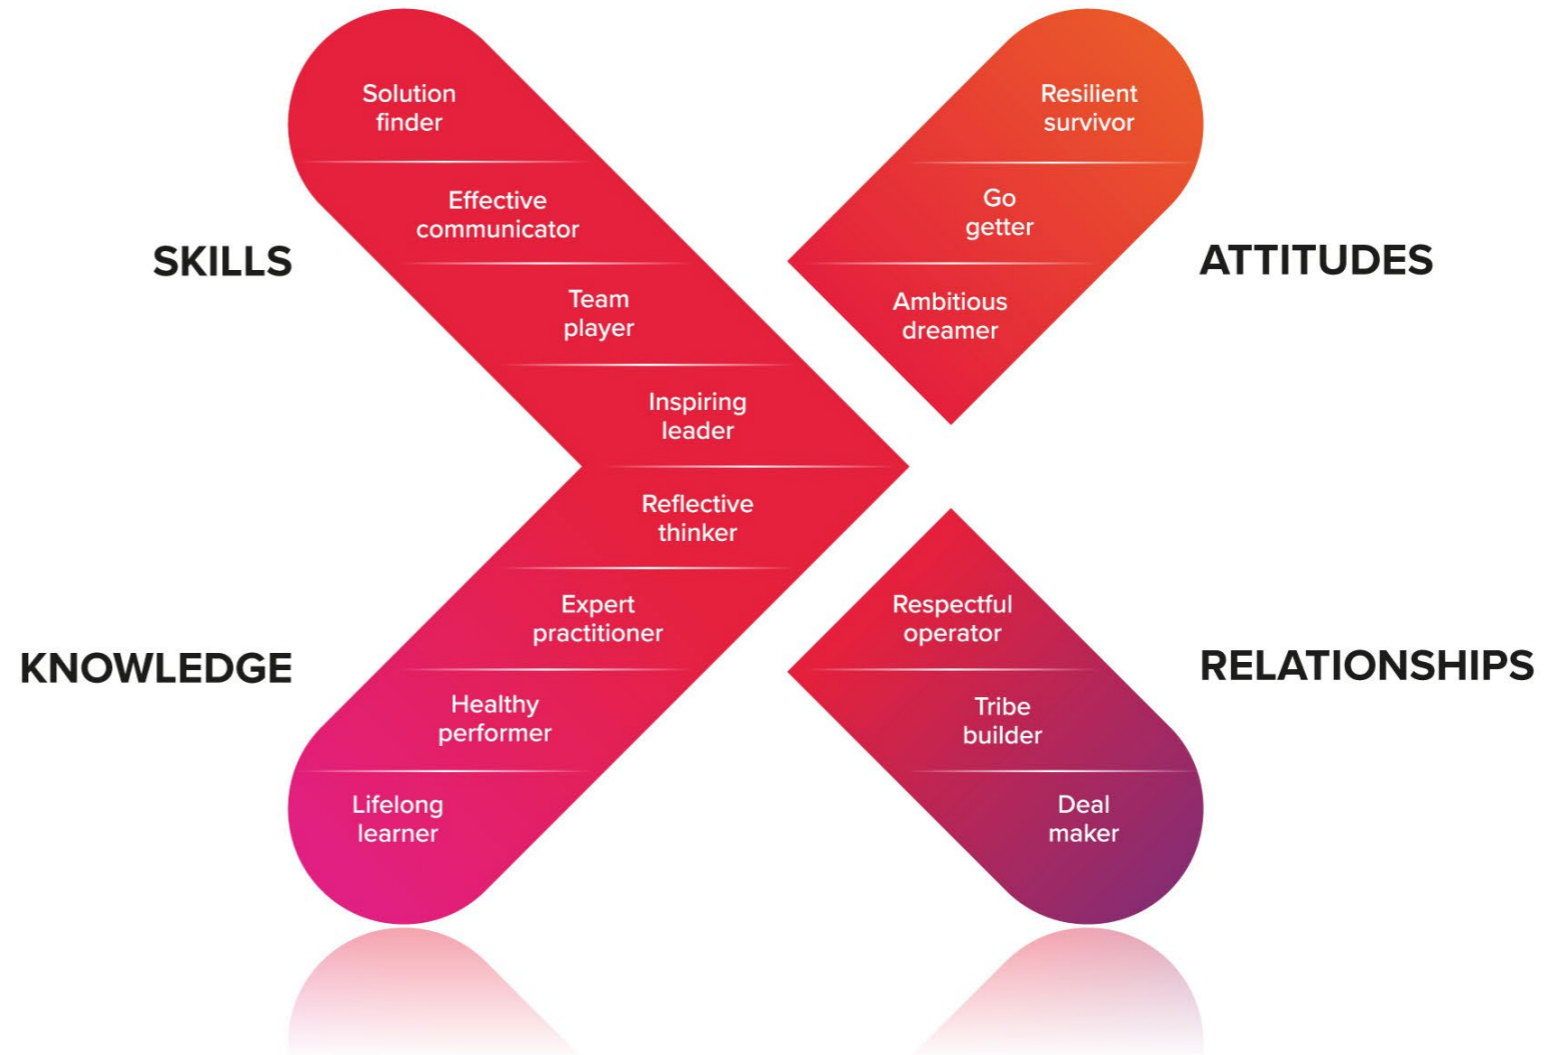 SKILLS
Solution
finder
Effective
communicator
Team
player
Inspiring
leader
KNOWLEDGE
Reflective
thinker
Expert
practitioner
Healthy
performer
Lifelong
learner
ATTITUDES
Resilient
survivor
Go
getter
Ambitious
dreamer
RELATIONSHIPS
Respectful
operator
Tribe
builder
Deal
maker